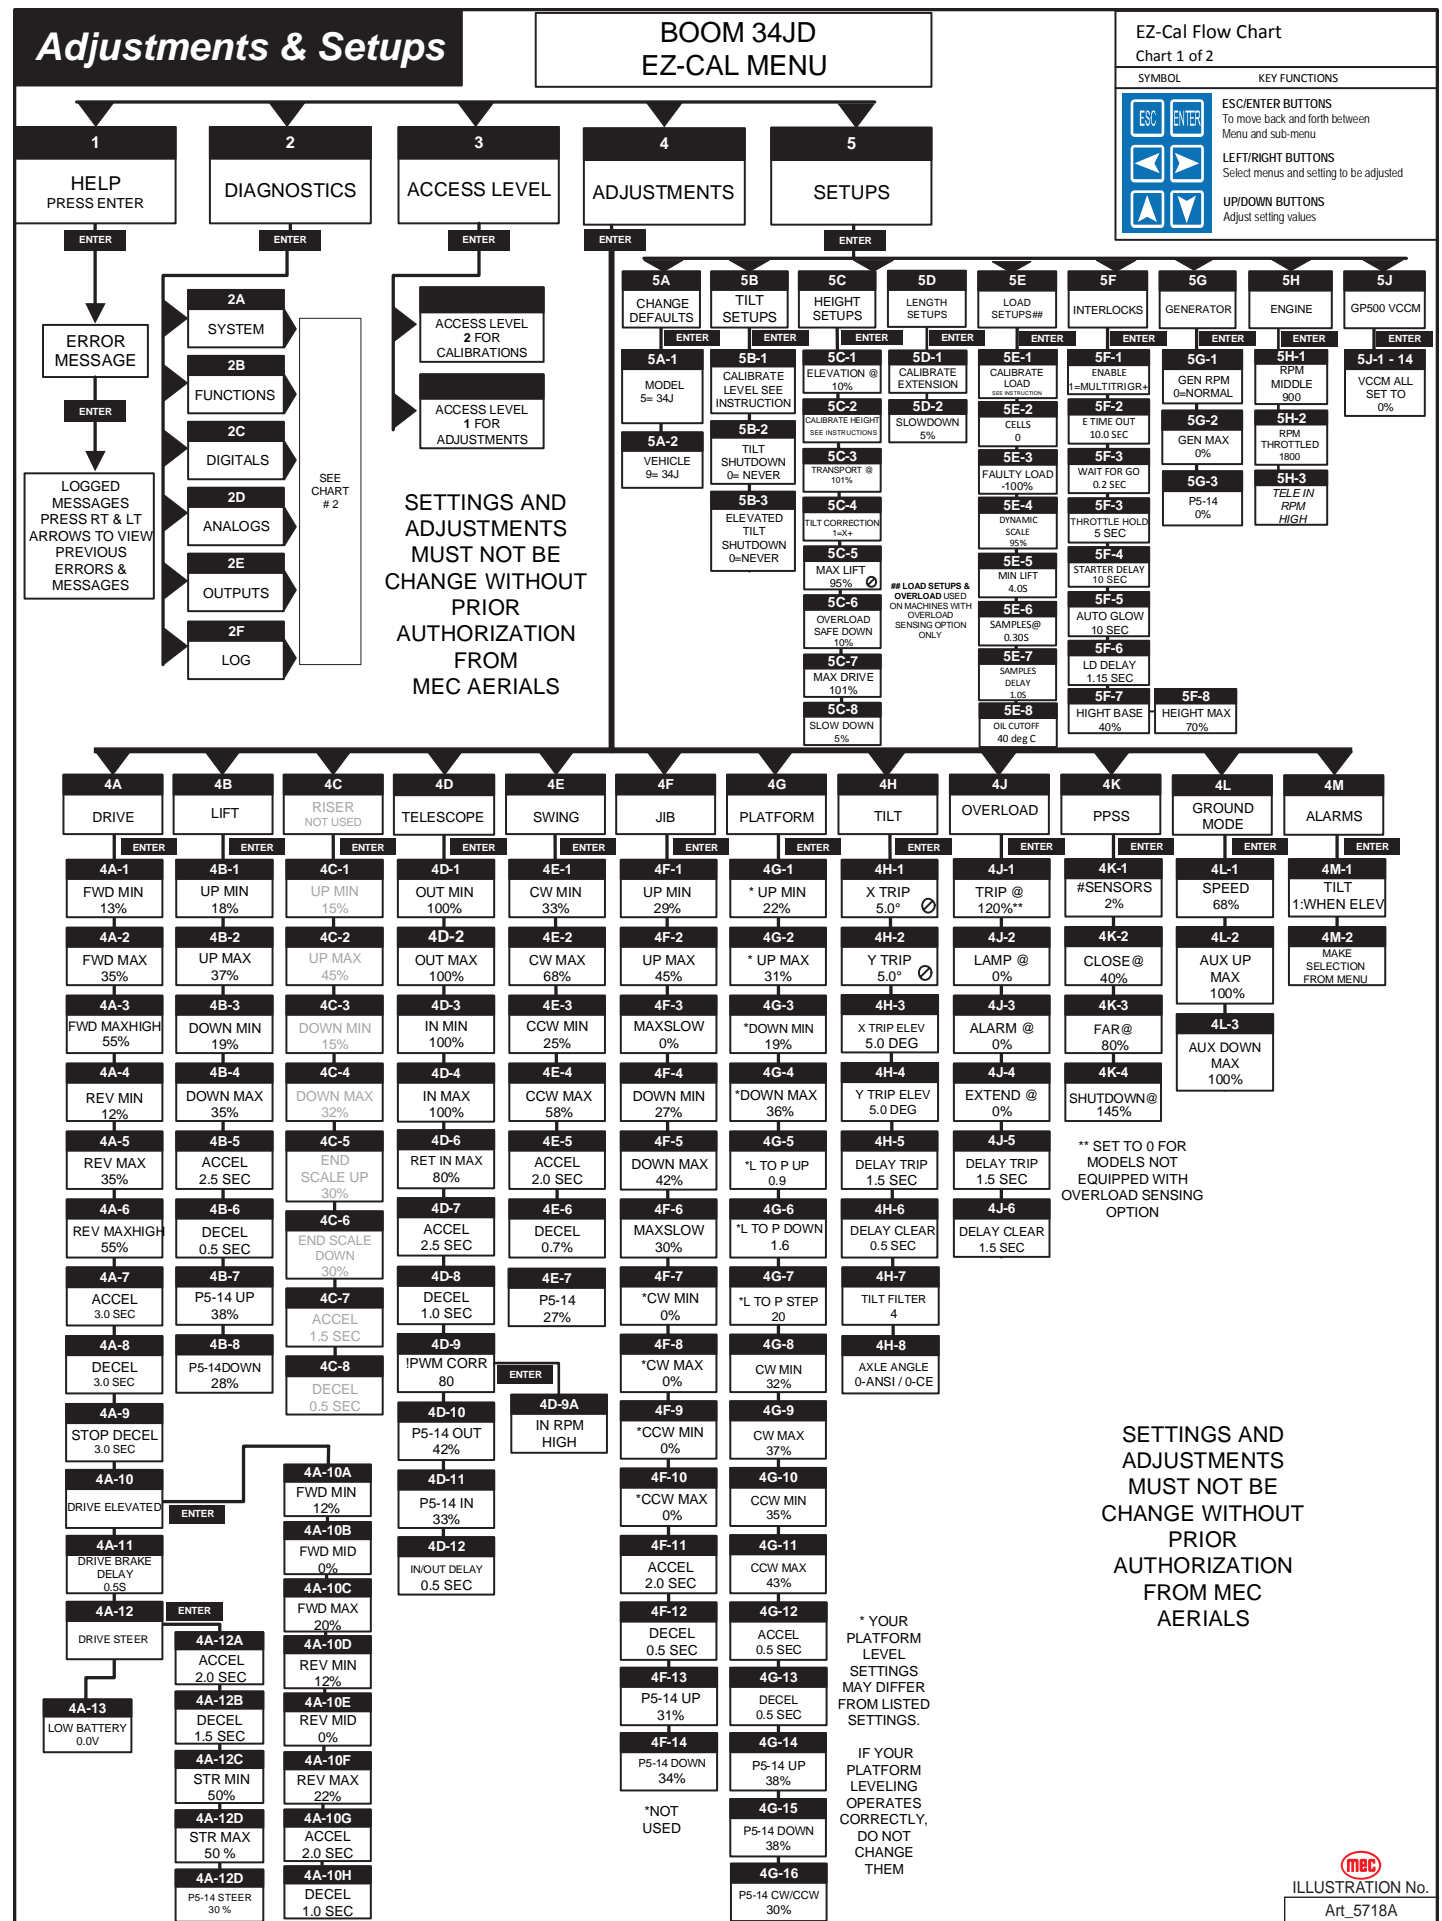 Adjustments & Setups
BOOM 34JD
EZ-CAL MENU
EZ-Cal Flow Chart
Chart 1 of 2
SYMBOL KEY FUNCTIONS
ESC ENTER
ESC/ENTER BUTTONS
To move back and forth between
Menu and sub-menu
LEFT/RIGHT BUTTONS
Select menus and setting to be adjusted
UP/DOWN BUTTONS
Adjust setting values
1
HELP
PRESS ENTER
ENTER
ERROR
MESSAGE
ENTER
LOGGED
MESSAGES
PRESS RT & LT
ARROWS TO VIEW
PREVIOUS
ERRORS &
MESSAGES
2
DIAGNOSTICS
ENTER
2A
SYSTEM
2B
FUNCTIONS
2C
DIGITALS
2D
ANALOGS
2E
OUTPUTS
2F
LOG
SEE
CHART
# 2
3
ACCESS LEVEL
ENTER
ACCESS LEVEL
2 FOR
CALIBRATIONS
ACCESS LEVEL
1 FOR
ADJUSTMENTS
SETTINGS AND
ADJUSTMENTS
MUST NOT BE
CHANGE WITHOUT
PRIOR
AUTHORIZATION
FROM
MEC AERIALS
4
ADJUSTMENTS
ENTER
5
SETUPS
ENTER
5A
CHANGE
DEFAULTS
ENTER
5A-1
MODEL
5= 34J
5A-2
VEHICLE
9= 34J
5B
TILT
SETUPS
ENTER
5B-1
CALIBRATE
LEVEL SEE
INSTRUCTION
5B-2
TILT
SHUTDOWN
0= NEVER
5B-3
ELEVATED
TILT
SHUTDOWN
0=NEVER
5C
HEIGHT
SETUPS
ENTER
5C-1
ELEVATION @
10%
5C-2
CALIBRATE HEIGHT
SEE INSTRUCTIONS
5C-3
TRANSPORT @
101%
5C-4
TILT CORRECTION
1=X+
5C-5
MAX LIFT
95%
5C-6
OVERLOAD
SAFE DOWN
10%
5C-7
MAX DRIVE
101%
5C-8
SLOW DOWN
5%
5D
LENGTH
SETUPS
ENTER
5D-1
CALIBRATE
EXTENSION
5D-2
SLOWDOWN
5%
## LOAD SETUPS &
OVERLOAD USED
ON MACHINES WITH
OVERLOAD
SENSING OPTION
ONLY
5E
LOAD
SETUPS##
ENTER
5E-1
CALIBRATE
LOAD
SEE INSTRUCTION
5E-2
CELLS
0
5E-3
FAULTY LOAD
-100%
5E-4
DYNAMIC
SCALE
95%
5E-5
MIN LIFT
4.0S
5E-6
SAMPLES@
0.30S
5E-7
SAMPLES
DELAY
1.0S
5E-8
OIL CUTOFF
40 deg C
5F
INTERLOCKS
ENTER
5F-1
ENABLE
1=MULTITRIGR+
5F-2
E TIME OUT
10.0 SEC
5F-3
WAIT FOR GO
0.2 SEC
5F-3
THROTTLE HOLD
5 SEC
5F-4
STARTER DELAY
10 SEC
5F-5
AUTO GLOW
10 SEC
5F-6
LD DELAY
1.15 SEC
5F-7
HIGHT BASE
40%
5F-8
HEIGHT MAX
70%
5G
GENERATOR
ENTER
5G-1
GEN RPM
0=NORMAL
5G-2
GEN MAX
0%
5G-3
P5-14
0%
5H
ENGINE
ENTER
5H-1
RPM
MIDDLE
900
5H-2
RPM
THROTTLED
1800
5H-3
TELE IN
RPM
HIGH
5J
GP500 VCCM
ENTER
5J-1 - 14
VCCM ALL
SET TO
0%
4A
DRIVE
ENTER
4A-1
FWD MIN
13%
4A-2
FWD MAX
35%
4A-3
FWD MAXHIGH
55%
4A-4
REV MIN
12%
4A-5
REV MAX
35%
4A-6
REV MAXHIGH
55%
4A-7
ACCEL
3.0 SEC
4A-8
DECEL
3.0 SEC
4A-9
STOP DECEL
3.0 SEC
4A-10
DRIVE ELEVATED
ENTER
4A-11
DRIVE BRAKE
DELAY
0.5S
4A-12
DRIVE STEER
ENTER
4A-13
LOW BATTERY
0.0V
4A-12A
ACCEL
2.0 SEC
4A-12B
DECEL
1.5 SEC
4A-12C
STR MIN
50%
4A-12D
STR MAX
50 %
4A-12D
P5-14 STEER
30 %
4A-10A
FWD MIN
12%
4A-10B
FWD MID
0%
4A-10C
FWD MAX
20%
4A-10D
REV MIN
12%
4A-10E
REV MID
0%
4A-10F
REV MAX
22%
4A-10G
ACCEL
2.0 SEC
4A-10H
DECEL
1.0 SEC
4B
LIFT
ENTER
4B-1
UP MIN
18%
4B-2
UP MAX
37%
4B-3
DOWN MIN
19%
4B-4
DOWN MAX
35%
4B-5
ACCEL
2.5 SEC
4B-6
DECEL
0.5 SEC
4B-7
P5-14 UP
38%
4B-8
P5-14DOWN
28%
4C
RISER
NOT USED
ENTER
4C-1
UP MIN
15%
4C-2
UP MAX
45%
4C-3
DOWN MIN
15%
4C-4
DOWN MAX
32%
4C-5
END
SCALE UP
30%
4C-6
END SCALE
DOWN
30%
4C-7
ACCEL
1.5 SEC
4C-8
DECEL
0.5 SEC
4D
TELESCOPE
ENTER
4D-1
OUT MIN
100%
4D-2
OUT MAX
100%
4D-3
IN MIN
100%
4D-4
IN MAX
100%
4D-6
RET IN MAX
80%
4D-7
ACCEL
2.5 SEC
4D-8
DECEL
1.0 SEC
4D-9
!PWM CORR
80
ENTER
4D-9A
IN RPM
HIGH
4D-10
P5-14 OUT
42%
4D-11
P5-14 IN
33%
4D-12
IN/OUT DELAY
0.5 SEC
4E
SWING
ENTER
4E-1
CW MIN
33%
4E-2
CW MAX
68%
4E-3
CCW MIN
25%
4E-4
CCW MAX
58%
4E-5
ACCEL
2.0 SEC
4E-6
DECEL
0.7%
4E-7
P5-14
27%
4F
JIB
ENTER
4F-1
UP MIN
29%
4F-2
UP MAX
45%
4F-3
MAXSLOW
0%
4F-4
DOWN MIN
27%
4F-5
DOWN MAX
42%
4F-6
MAXSLOW
30%
4F-7
*CW MIN
0%
4F-8
*CW MAX
0%
4F-9
*CCW MIN
0%
4F-10
*CCW MAX
0%
4F-11
ACCEL
2.0 SEC
4F-12
DECEL
0.5 SEC
4F-13
P5-14 UP
31%
4F-14
P5-14 DOWN
34%
*NOT
USED
4G
PLATFORM
ENTER
4G-1
* UP MIN
22%
4G-2
* UP MAX
31%
4G-3
*DOWN MIN
19%
4G-4
*DOWN MAX
36%
4G-5
*L TO P UP
0.9
4G-6
*L TO P DOWN
1.6
4G-7
*L TO P STEP
20
4G-8
CW MIN
32%
4G-9
CW MAX
37%
4G-10
CCW MIN
35%
4G-11
CCW MAX
43%
4G-12
ACCEL
0.5 SEC
4G-13
DECEL
0.5 SEC
4G-14
P5-14 UP
38%
4G-15
P5-14 DOWN
38%
4G-16
P5-14 CW/CCW
30%
4H
TILT
ENTER
4H-1
X TRIP
5.0°
4H-2
Y TRIP
5.0°
4H-3
X TRIP ELEV
5.0 DEG
4H-4
Y TRIP ELEV
5.0 DEG
4H-5
DELAY TRIP
1.5 SEC
4H-6
DELAY CLEAR
0.5 SEC
4H-7
TILT FILTER
4
4H-8
AXLE ANGLE
0-ANSI / 0-CE
* YOUR
PLATFORM
LEVEL
SETTINGS
MAY DIFFER
FROM LISTED
SETTINGS.
IF YOUR
PLATFORM
LEVELING
OPERATES
CORRECTLY,
DO NOT
CHANGE
THEM
4J
OVERLOAD
ENTER
4J-1
TRIP @
120%**
4J-2
LAMP @
0%
4J-3
ALARM @
0%
4J-4
EXTEND @
0%
4J-5
DELAY TRIP
1.5 SEC
4J-6
DELAY CLEAR
1.5 SEC
4K
PPSS
ENTER
4K-1
#SENSORS
2%
4K-2
CLOSE@
40%
4K-3
FAR@
80%
4K-4
SHUTDOWN@
145%
** SET TO 0 FOR
MODELS NOT
EQUIPPED WITH
OVERLOAD SENSING
OPTION
4L
GROUND
MODE
ENTER
4L-1
SPEED
68%
4L-2
AUX UP
MAX
100%
4L-3
AUX DOWN
MAX
100%
4M
ALARMS
ENTER
4M-1
TILT
1:WHEN ELEV
4M-2
MAKE
SELECTION
FROM MENU
SETTINGS AND
ADJUSTMENTS
MUST NOT BE
CHANGE WITHOUT
PRIOR
AUTHORIZATION
FROM MEC
AERIALS
mec
ILLUSTRATION No.
Art_5718A